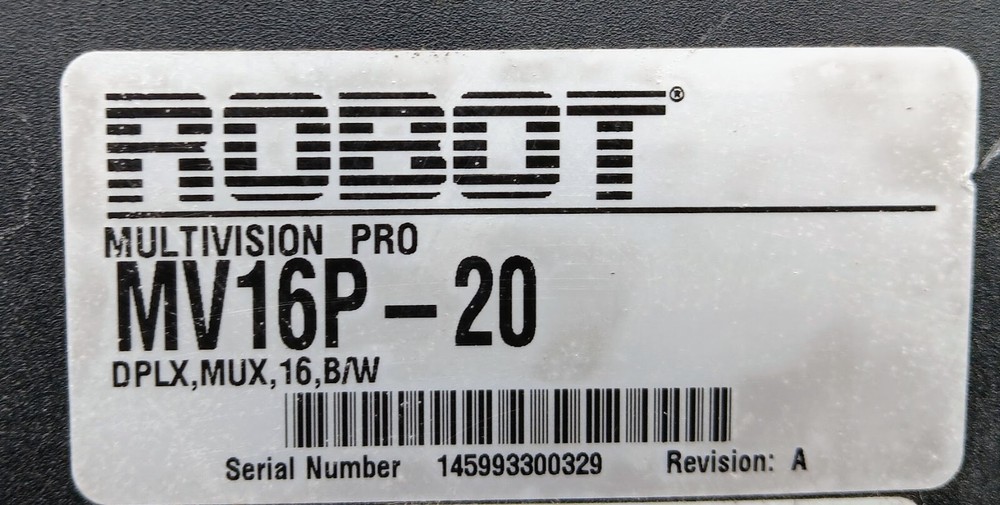 ROBOT®
MULTIVISION PRO
MV16P-20
DPLX,MUX,16,B/W
Serial Number 145993300329 Revision: A